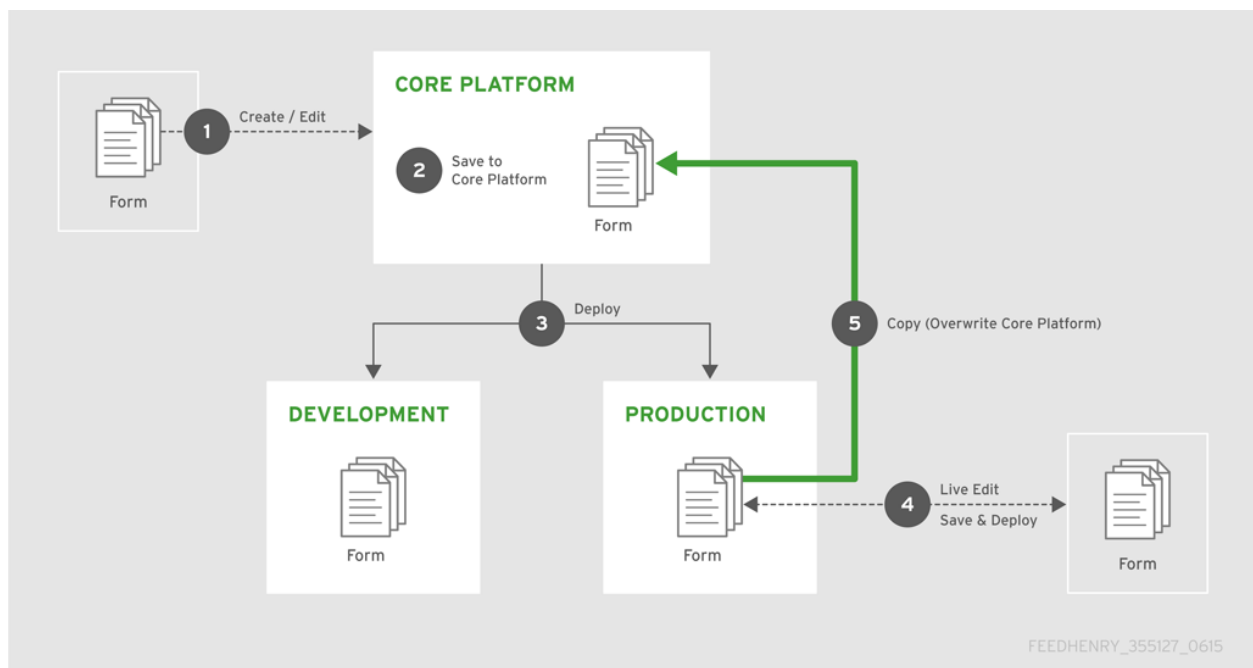 CORE PLATFORM
1
Create / Edit
Form
2
Save to
Core Platform
Form
3
Deploy
5
Copy (Overwrite Core Platform)
DEVELOPMENT
Form
PRODUCTION
Form
4
Live Edit
Save & Deploy
Form
FEEDHENRY_355127_0615